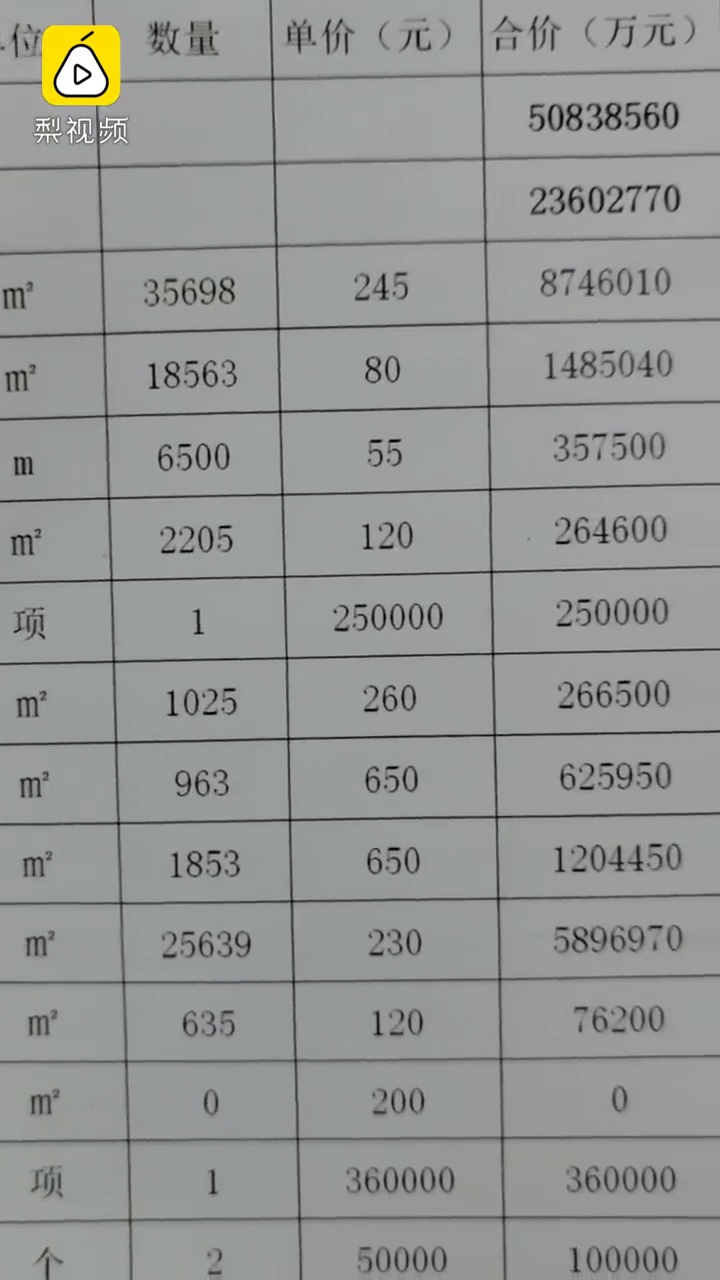 位 数量 单价（元） 合价（万元）
梨视频
50838560
23602770
m² 35698 245 8746010
m² 18563 80 1485040
m 6500 55 357500
m² 2205 120 264600
项 1 250000 250000
m² 1025 260 266500
m² 963 650 625950
m² 1853 650 1204450
m² 25639 230 5896970
m² 635 120 76200
m² 0 200 0
项 1 360000 360000
个 2 50000 100000